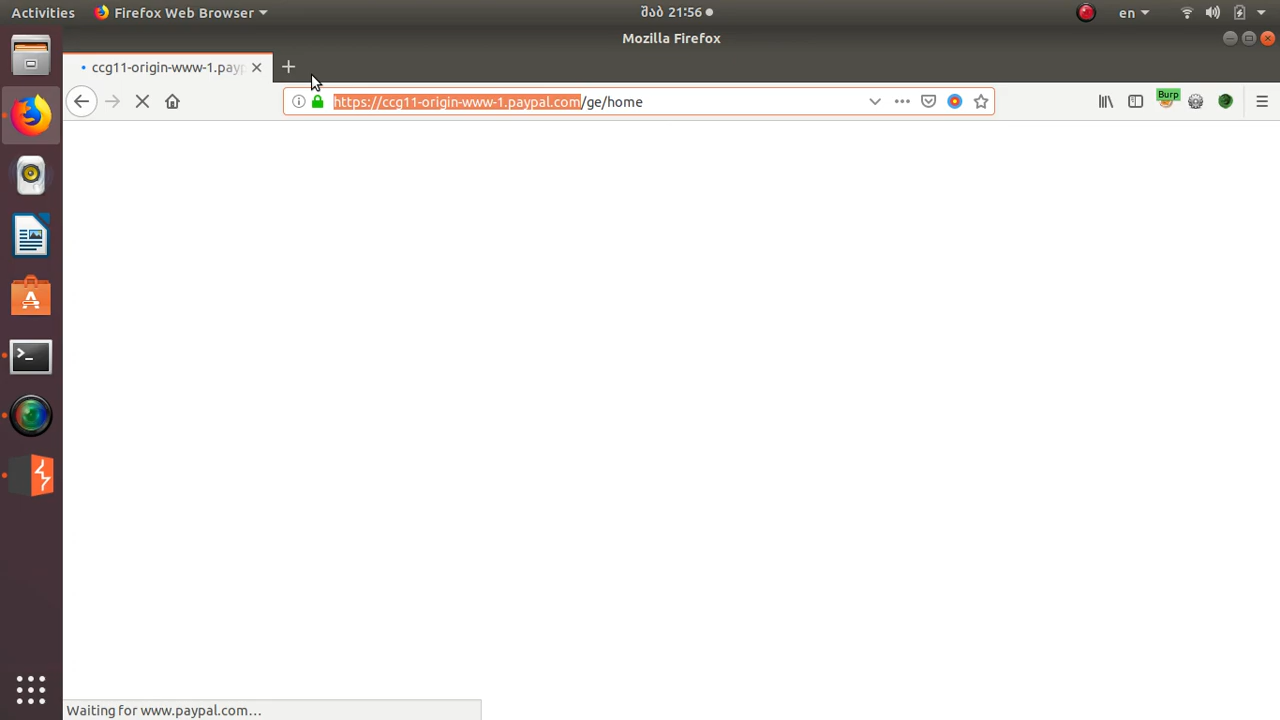 Activities
Firefox Web Browser
შაბ 21:56
en
Mozilla Firefox
ccg11-origin-www-1.payp
https://ccg11-origin-www-1.paypal.com/ge/home
Burp
Waiting for www.paypal.com…